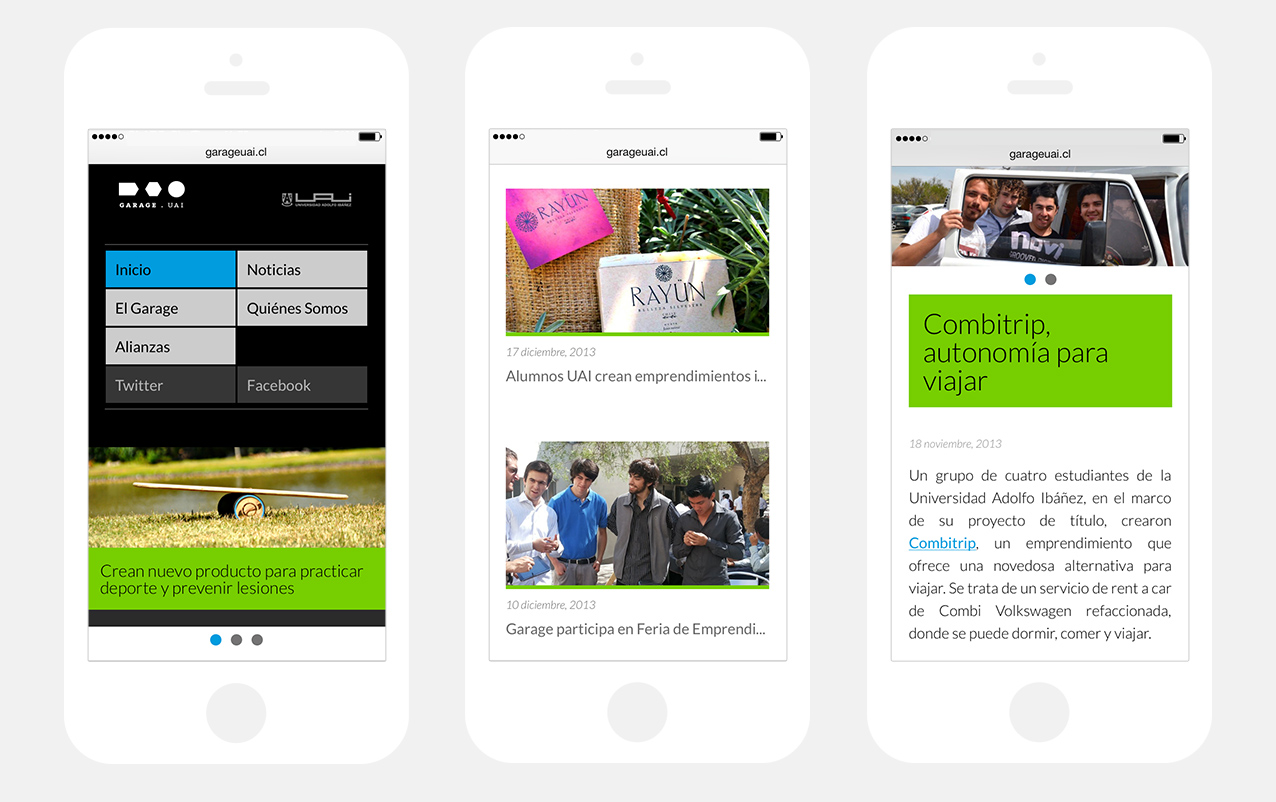 garageuai.cl
GARAGE . UAI
UAI
UNIVERSIDAD ADOLFO IBÁÑEZ
Inicio
Noticias
El Garage
Quiénes Somos
Alianzas
Twitter
Facebook
Crean nuevo producto para practicar
deporte y prevenir lesiones
garageuai.cl
RAYÜN
RAYÜN
BELLEZA SILVESTRE
17 diciembre, 2013
Alumnos UAI crean emprendimientos i...
10 diciembre, 2013
Garage participa en Feria de Emprendi...
garageuai.cl
novi
Combitrip,
autonomía para
viajar
18 noviembre, 2013
Un grupo de cuatro estudiantes de la
Universidad Adolfo Ibáñez, en el marco
de su proyecto de título, crearon
Combitrip, un emprendimiento que
ofrece una novedosa alternativa para
viajar. Se trata de un servicio de rent a car
de Combi Volkswagen refaccionada,
donde se puede dormir, comer y viajar.